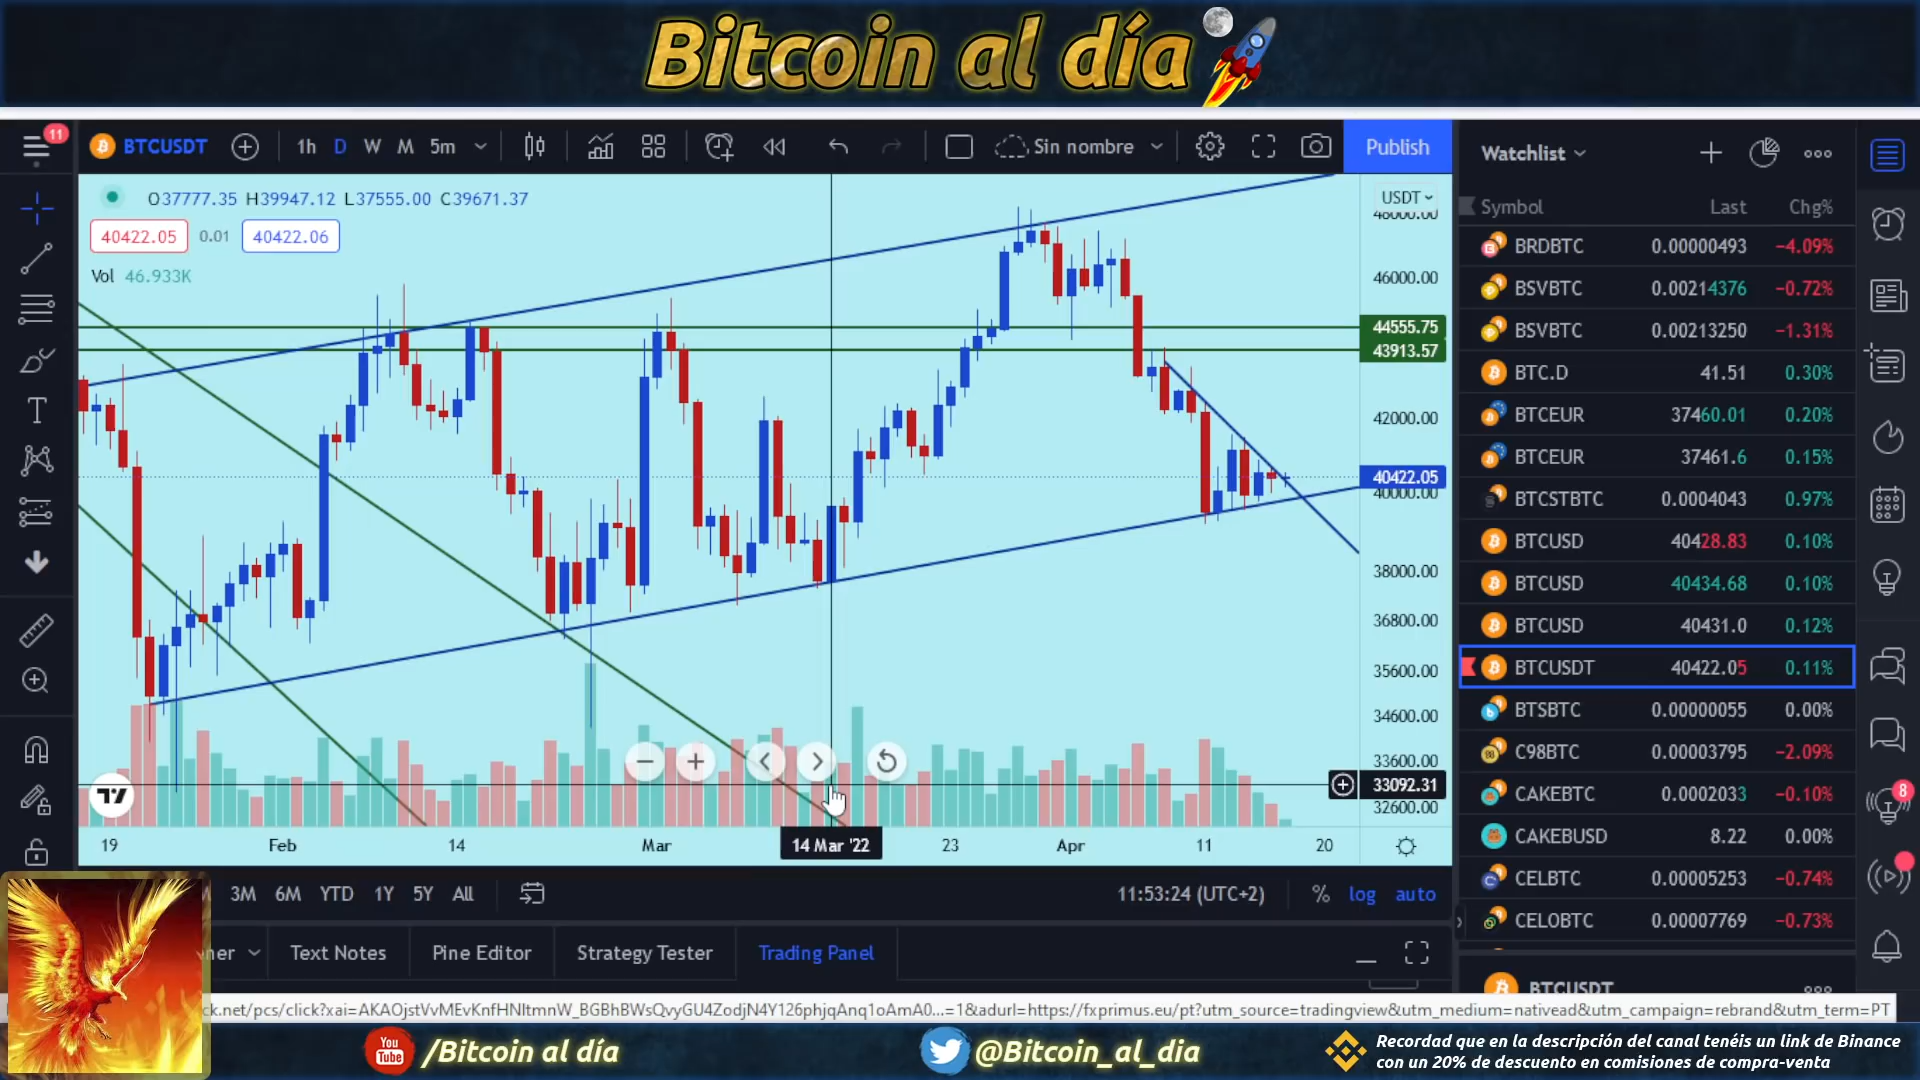 Bitcoin al día
11
BTCUSDT
1h D W M 5m
Sin nombre
Publish
O37777.35 H39947.12 L37555.00 C39671.37
40422.05 0.01 40422.06
Vol 46.933K
USDT
48000.00
46000.00
44555.75
43913.57
42000.00
40422.05
40000.00
38000.00
36800.00
35600.00
34600.00
33600.00
33092.31
32600.00
19 Feb 14 Mar 14 Mar '22 23 Apr 11 20
3M 6M YTD 1Y 5Y All
11:53:24 (UTC+2) % log auto
Text Notes Pine Editor Strategy Tester Trading Panel
Watchlist
Symbol Last Chg%
BRDBTC 0.00000493 −4.09%
BSVBTC 0.00214376 −0.72%
BSVBTC 0.00213250 −1.31%
BTC.D 41.51 0.30%
BTCEUR 37460.01 0.20%
BTCEUR 37461.6 0.15%
BTCSTBTC 0.0004043 0.97%
BTCUSD 40428.83 0.10%
BTCUSD 40434.68 0.10%
BTCUSD 40431.0 0.12%
BTCUSDT 40422.05 0.11%
BTSBTC 0.00000055 0.00%
C98BTC 0.00003795 −2.09%
CAKEBTC 0.0002033 −0.10%
CAKEBUSD 8.22 0.00%
CELBTC 0.00005253 −0.74%
CELOBTC 0.00007769 −0.73%
BTCUSDT
8
ck.net/pcs/click?xai=AKAOjstVvMEvKnfHNItmnW_BGBhBWsQvyGU4ZodjN4Y126phjqAnq1oAmA0...=1&adurl=https://fxprimus.eu/pt?utm_source=tradingview&utm_medium=nativead&utm_campaign=rebrand&utm_term=PT
You Tube /Bitcoin al día
@Bitcoin_al_dia
Recordad que en la descripción del canal tenéis un link de Binance
con un 20% de descuento en comisiones de compra-venta